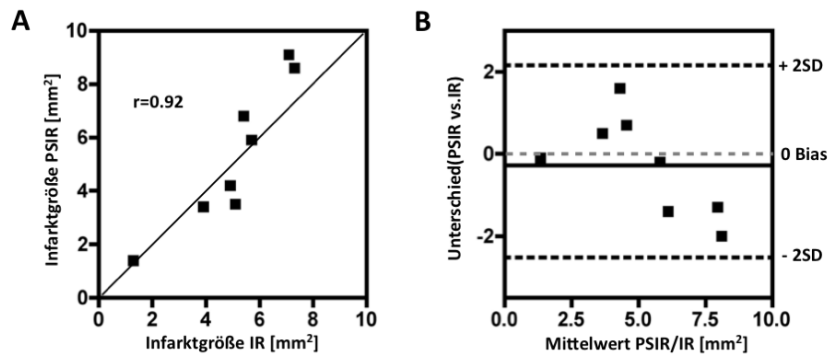 A
10
8
6
4
2
0
Infarktgröße PSIR [mm²]
r=0.92
0 2 4 6 8 10
Infarktgröße IR [mm²]
B
2
0
-2
Unterschied(PSIR vs.IR)
+ 2SD
0 Bias
- 2SD
0.0 2.5 5.0 7.5 10.0
Mittelwert PSIR/IR [mm²]